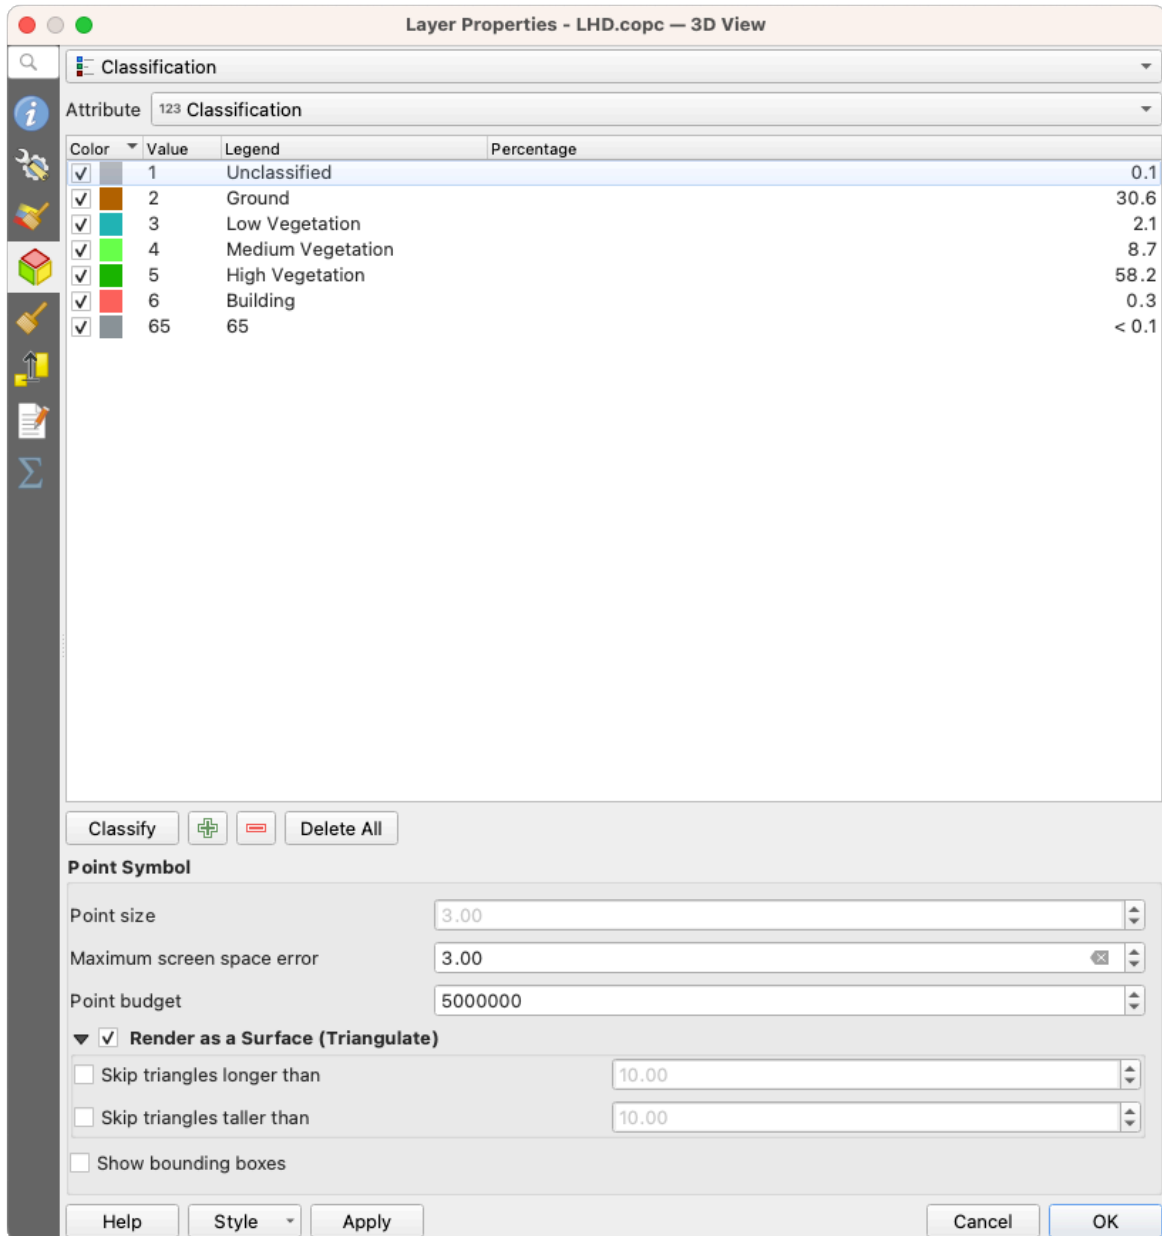 Layer Properties - LHD.copc — 3D View
Classification
Attribute 123 Classification
Color Value Legend Percentage
1 Unclassified 0.1
2 Ground 30.6
3 Low Vegetation 2.1
4 Medium Vegetation 8.7
5 High Vegetation 58.2
6 Building 0.3
65 65 < 0.1
Classify Delete All
Point Symbol
Point size 3.00
Maximum screen space error 3.00
Point budget 5000000
Render as a Surface (Triangulate)
Skip triangles longer than 10.00
Skip triangles taller than 10.00
Show bounding boxes
Help Style Apply Cancel OK